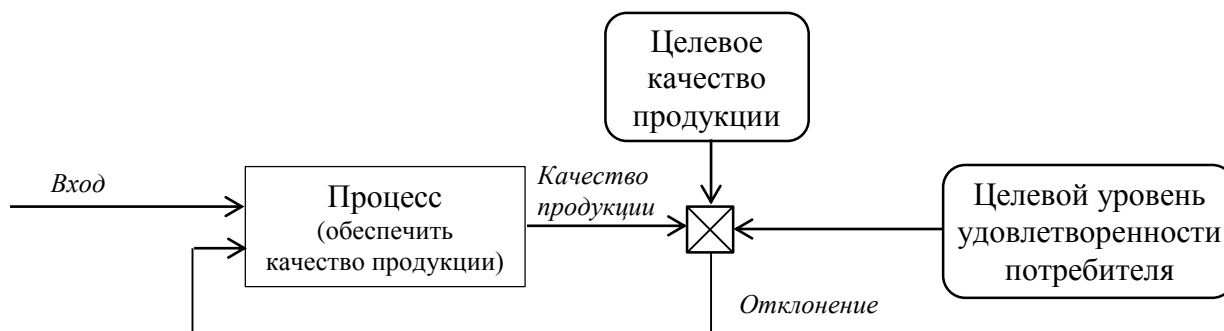 Целевое
качество
продукции
Вход
Процесс
(обеспечить
качество продукции)
Качество
продукции
Целевой уровень
удовлетворенности
потребителя
Отклонение